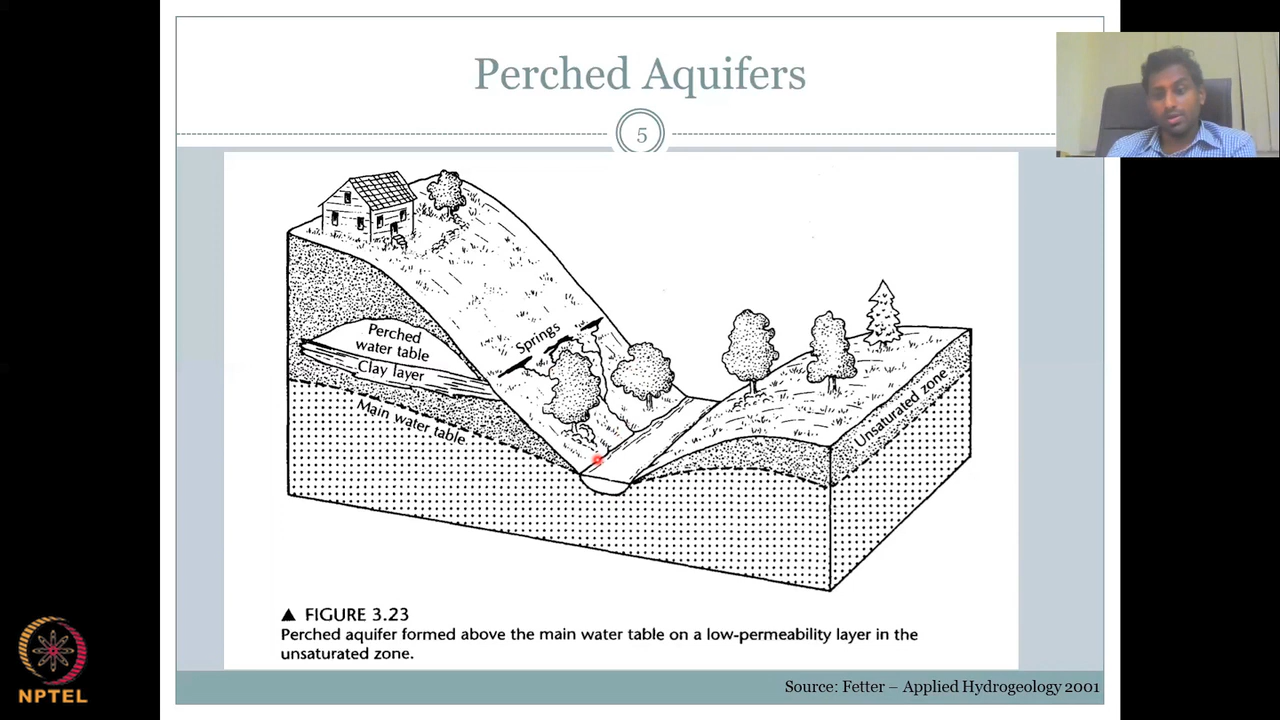 Perched Aquifers
5
Springs
Perched
water table
Clay layer
Main water table
Unsaturated zone
▲ FIGURE 3.23
Perched aquifer formed above the main water table on a low-permeability layer in the
unsaturated zone.
Source: Fetter – Applied Hydrogeology 2001
NPTEL